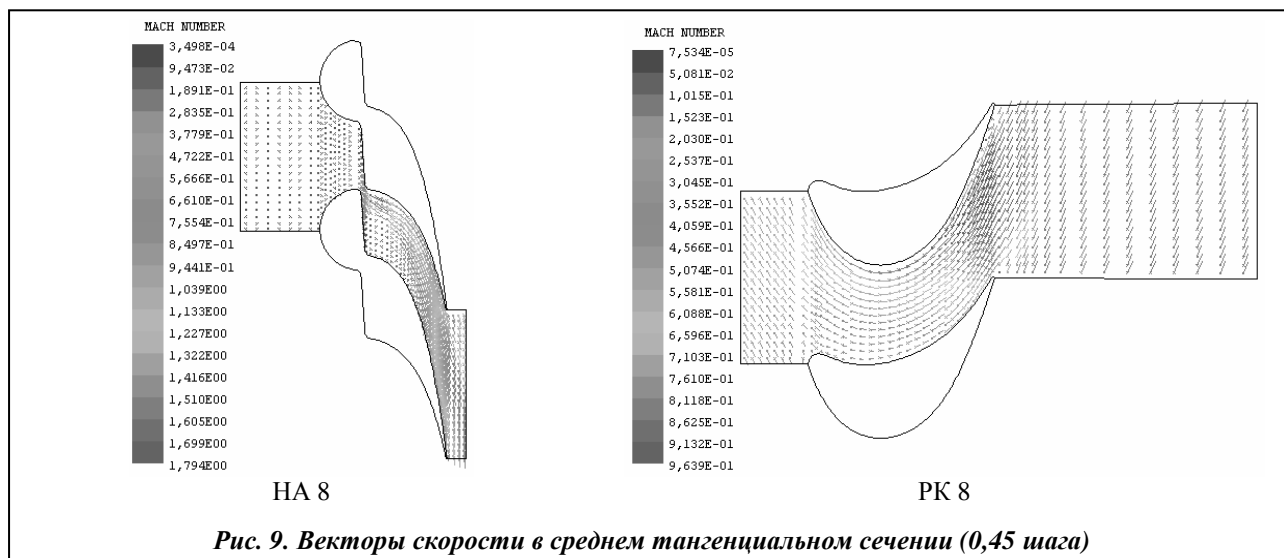 MACH NUMBER
3,498E-04
9,473E-02
1,891E-01
2,835E-01
3,779E-01
4,722E-01
5,666E-01
6,610E-01
7,554E-01
8,497E-01
9,441E-01
1,039E00
1,133E00
1,227E00
1,322E00
1,416E00
1,510E00
1,605E00
1,699E00
1,794E00
НА 8
MACH NUMBER
7,534E-05
5,081E-02
1,015E-01
1,523E-01
2,030E-01
2,537E-01
3,045E-01
3,552E-01
4,059E-01
4,566E-01
5,074E-01
5,581E-01
6,088E-01
6,596E-01
7,103E-01
7,610E-01
8,118E-01
8,625E-01
9,132E-01
9,639E-01
РК 8
Рис. 9. Векторы скорости в среднем тангенциальном сечении (0,45 шага)